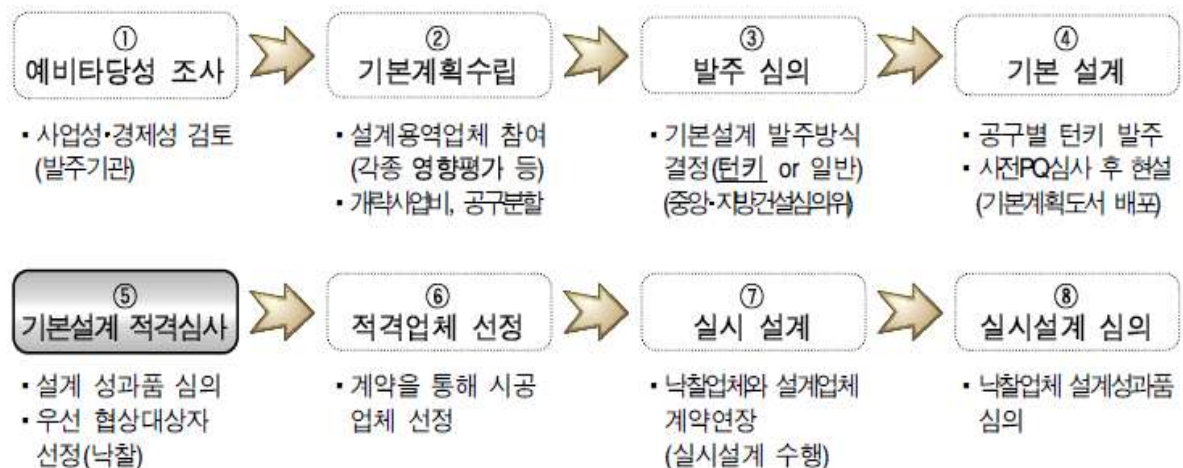 ①
예비타당성 조사
▪ 사업성·경제성 검토
(발주기관)
②
기본계획수립
▪ 설계용역업체 참여
(각종 영향평가 등)
▪ 개략사업비, 공구분할
③
발주 심의
▪ 기본설계 발주방식
결정(턴키 or 일반)
(중앙·지방건설심의위)
④
기본 설계
▪ 공구별 턴키 발주
▪ 사전PQ심사 후 현설
(기본계획도서 배포)
⑤
기본설계 적격심사
▪ 설계 성과품 심의
▪ 우선 협상대상자
선정(낙찰)
⑥
적격업체 선정
▪ 계약을 통해 시공
업체 선정
⑦
실시 설계
▪ 낙찰업체와 설계업체
계약연장
(실시설계 수행)
⑧
실시설계 심의
▪ 낙찰업체 설계성과품
심의